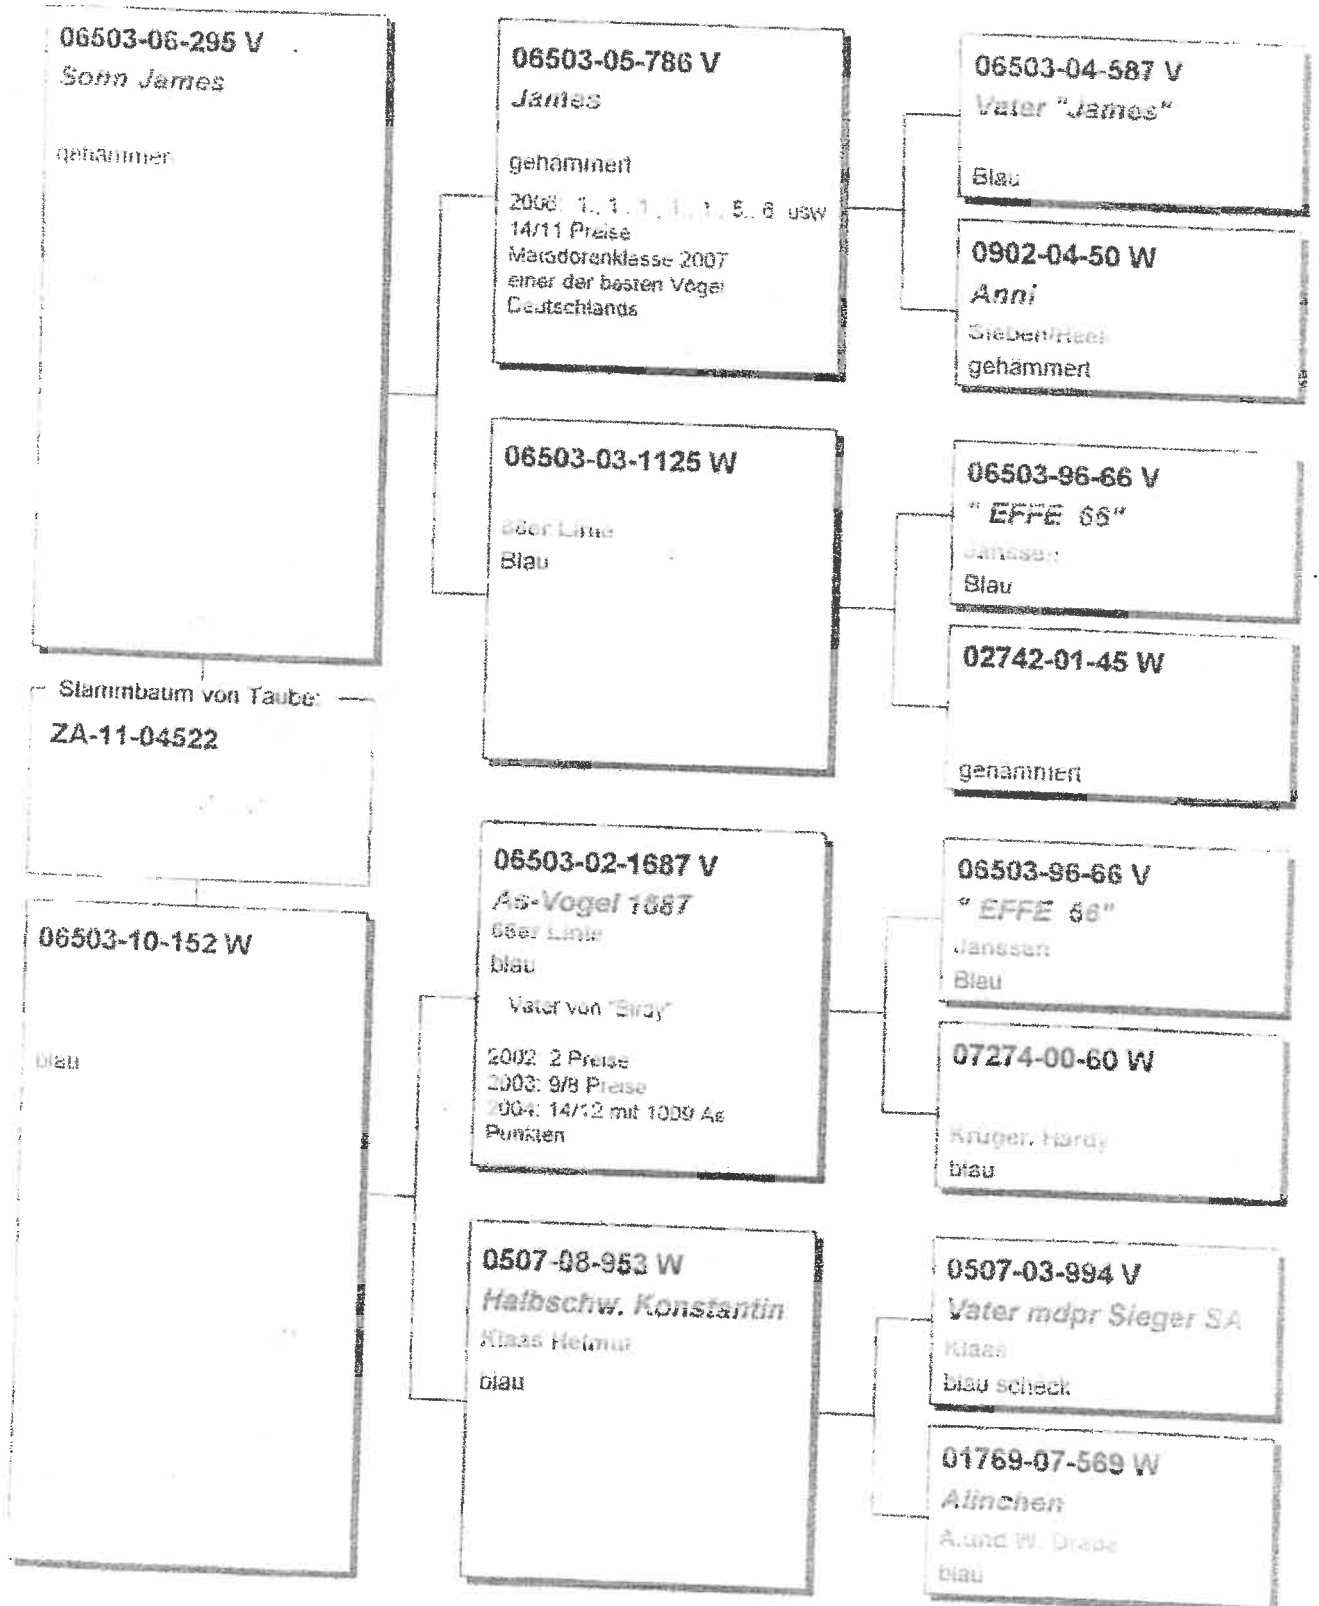 06503-06-295 V
Sohn James
gehämmert
Stammbaum von Taube:
ZA-11-04522
06503-10-152 W
blau
06503-05-786 V
James
gehämmert
2006: 1., 1., 1., 1., 1., 5., 6 usw
14/11 Preise
Matadorenklasse 2007
einer der besten Vögel
Deutschlands
06503-03-1125 W
66er Linie
Blau
06503-02-1687 V
As-Vogel 1687
66er Linie
blau
Vater von "Birdy"
2002: 2 Preise
2003: 9/8 Preise
2004: 14/12 mit 1009 As
Punkten
0507-08-953 W
Halbschw. Konstantin
Klaas Helmut
blau
06503-04-587 V
Vater "James"
Blau
0902-04-50 W
Anni
gehämmert
06503-96-66 V
" EFFE 66"
Janssen
Blau
02742-01-45 W
gehämmert
06503-96-66 V
" EFFE 66"
Janssen
Blau
07274-00-60 W
Krüger, Hardy
blau
0507-03-994 V
Vater mdpr Sieger SA
Klaas
blau scheck
01769-07-569 W
Alinchen
A.und W.
blau